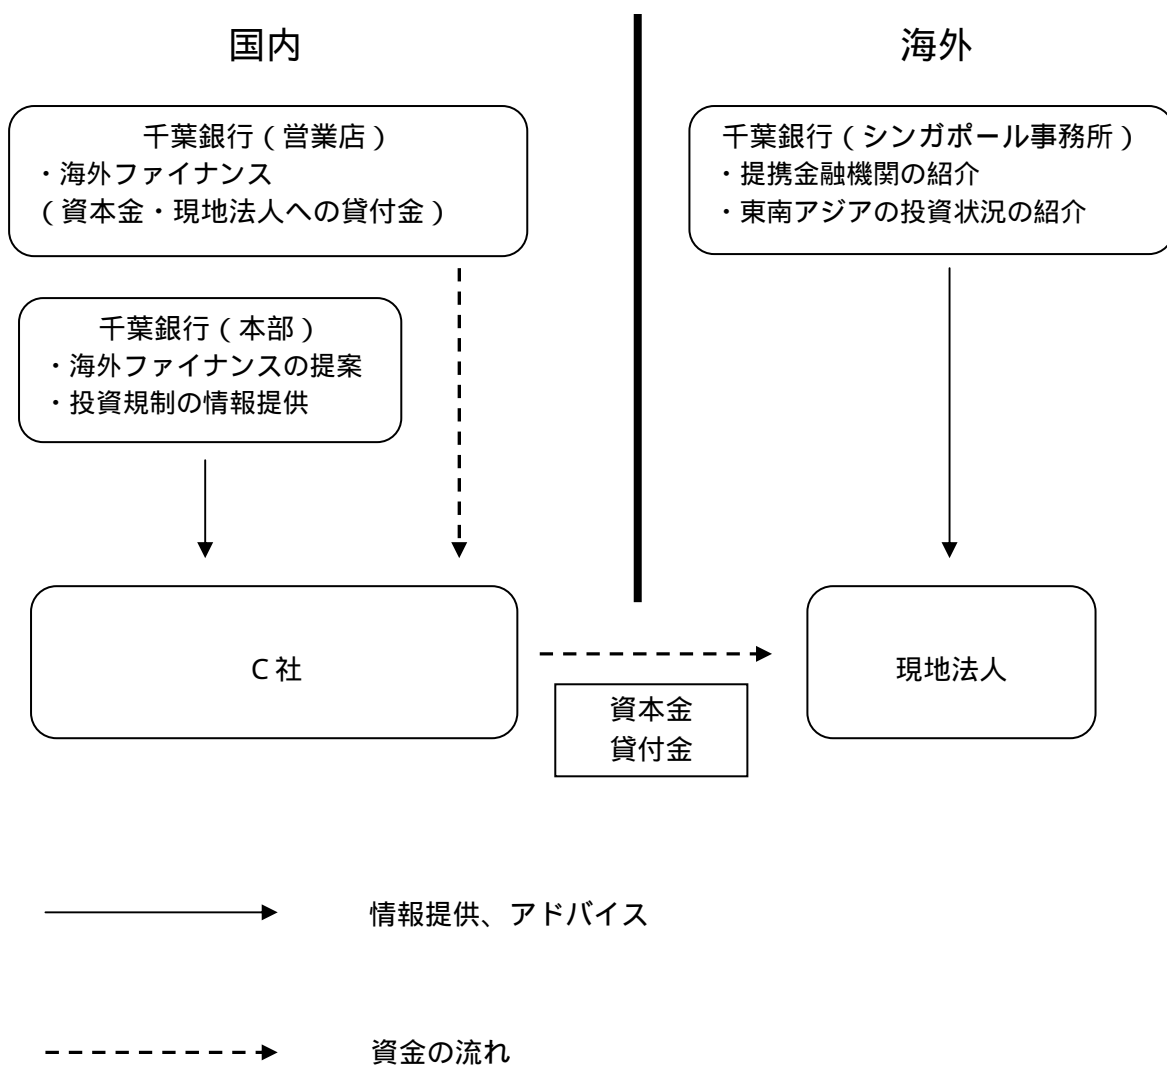 国内
海外
千葉銀行(営業店)
・海外ファイナンス
(資本金・現地法人への貸付金)
千葉銀行(シンガポール事務所)
・提携金融機関の紹介
・東南アジアの投資状況の紹介
千葉銀行(本部)
・海外ファイナンスの提案
・投資規制の情報提供
C社
現地法人
資本金
貸付金
情報提供、アドバイス
資金の流れ